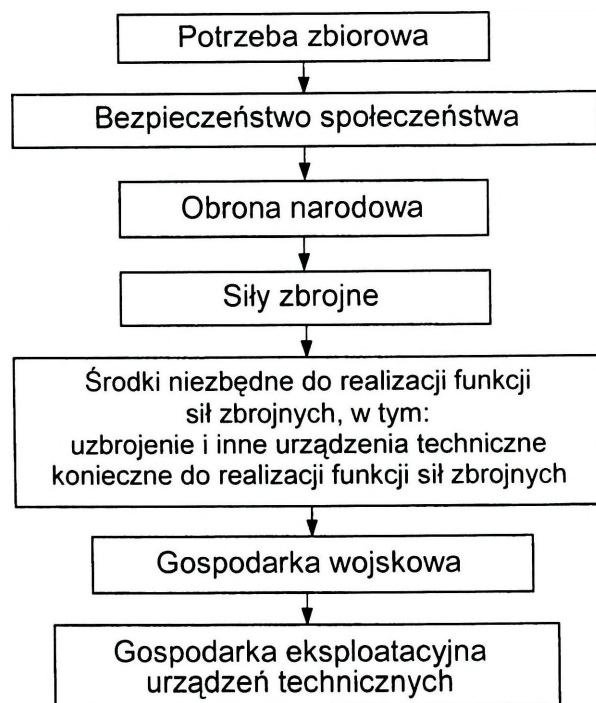 Potrzeba zbiorowa
Bezpieczeństwo społeczeństwa
Obrona narodowa
Siły zbrojne
Środki niezbędne do realizacji funkcji
sił zbrojnych, w tym:
uzbrojenie i inne urządzenia techniczne
konieczne do realizacji funkcji sił zbrojnych
Gospodarka wojskowa
Gospodarka eksploatacyjna
urządzeń technicznych